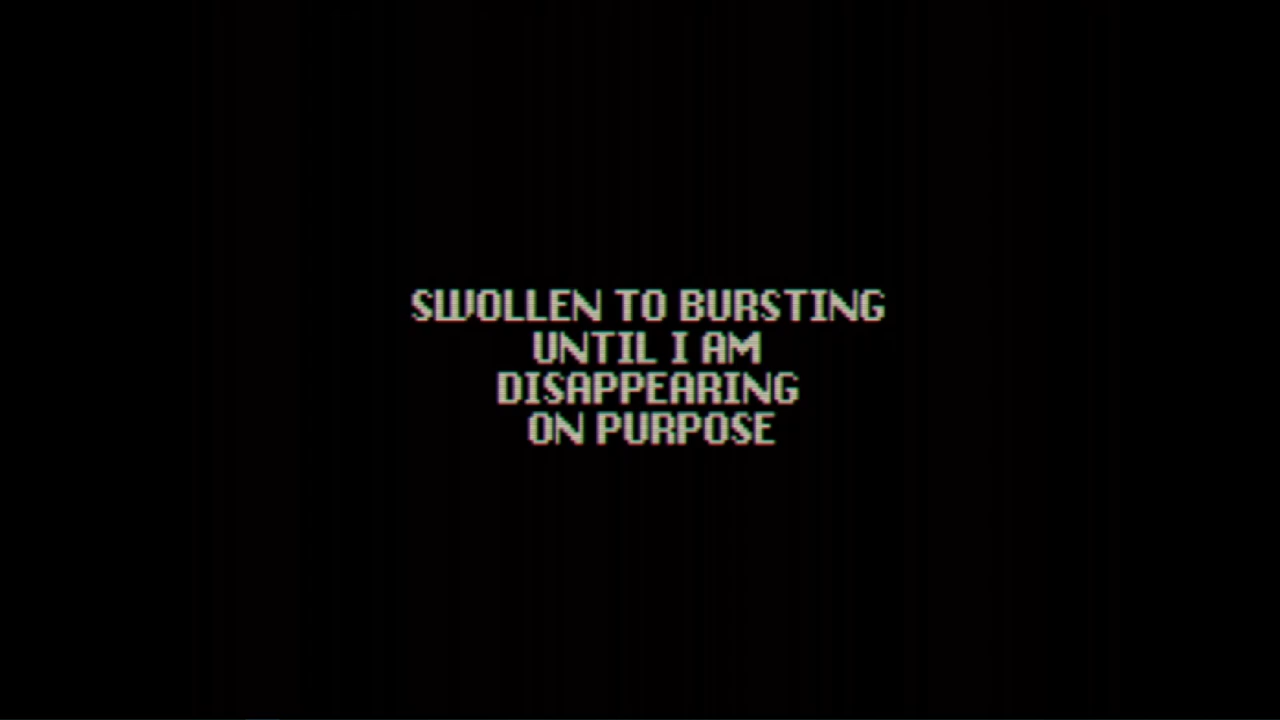 SWOLLEN TO BURSTING
UNTIL I AM
DISAPPEARING
ON PURPOSE